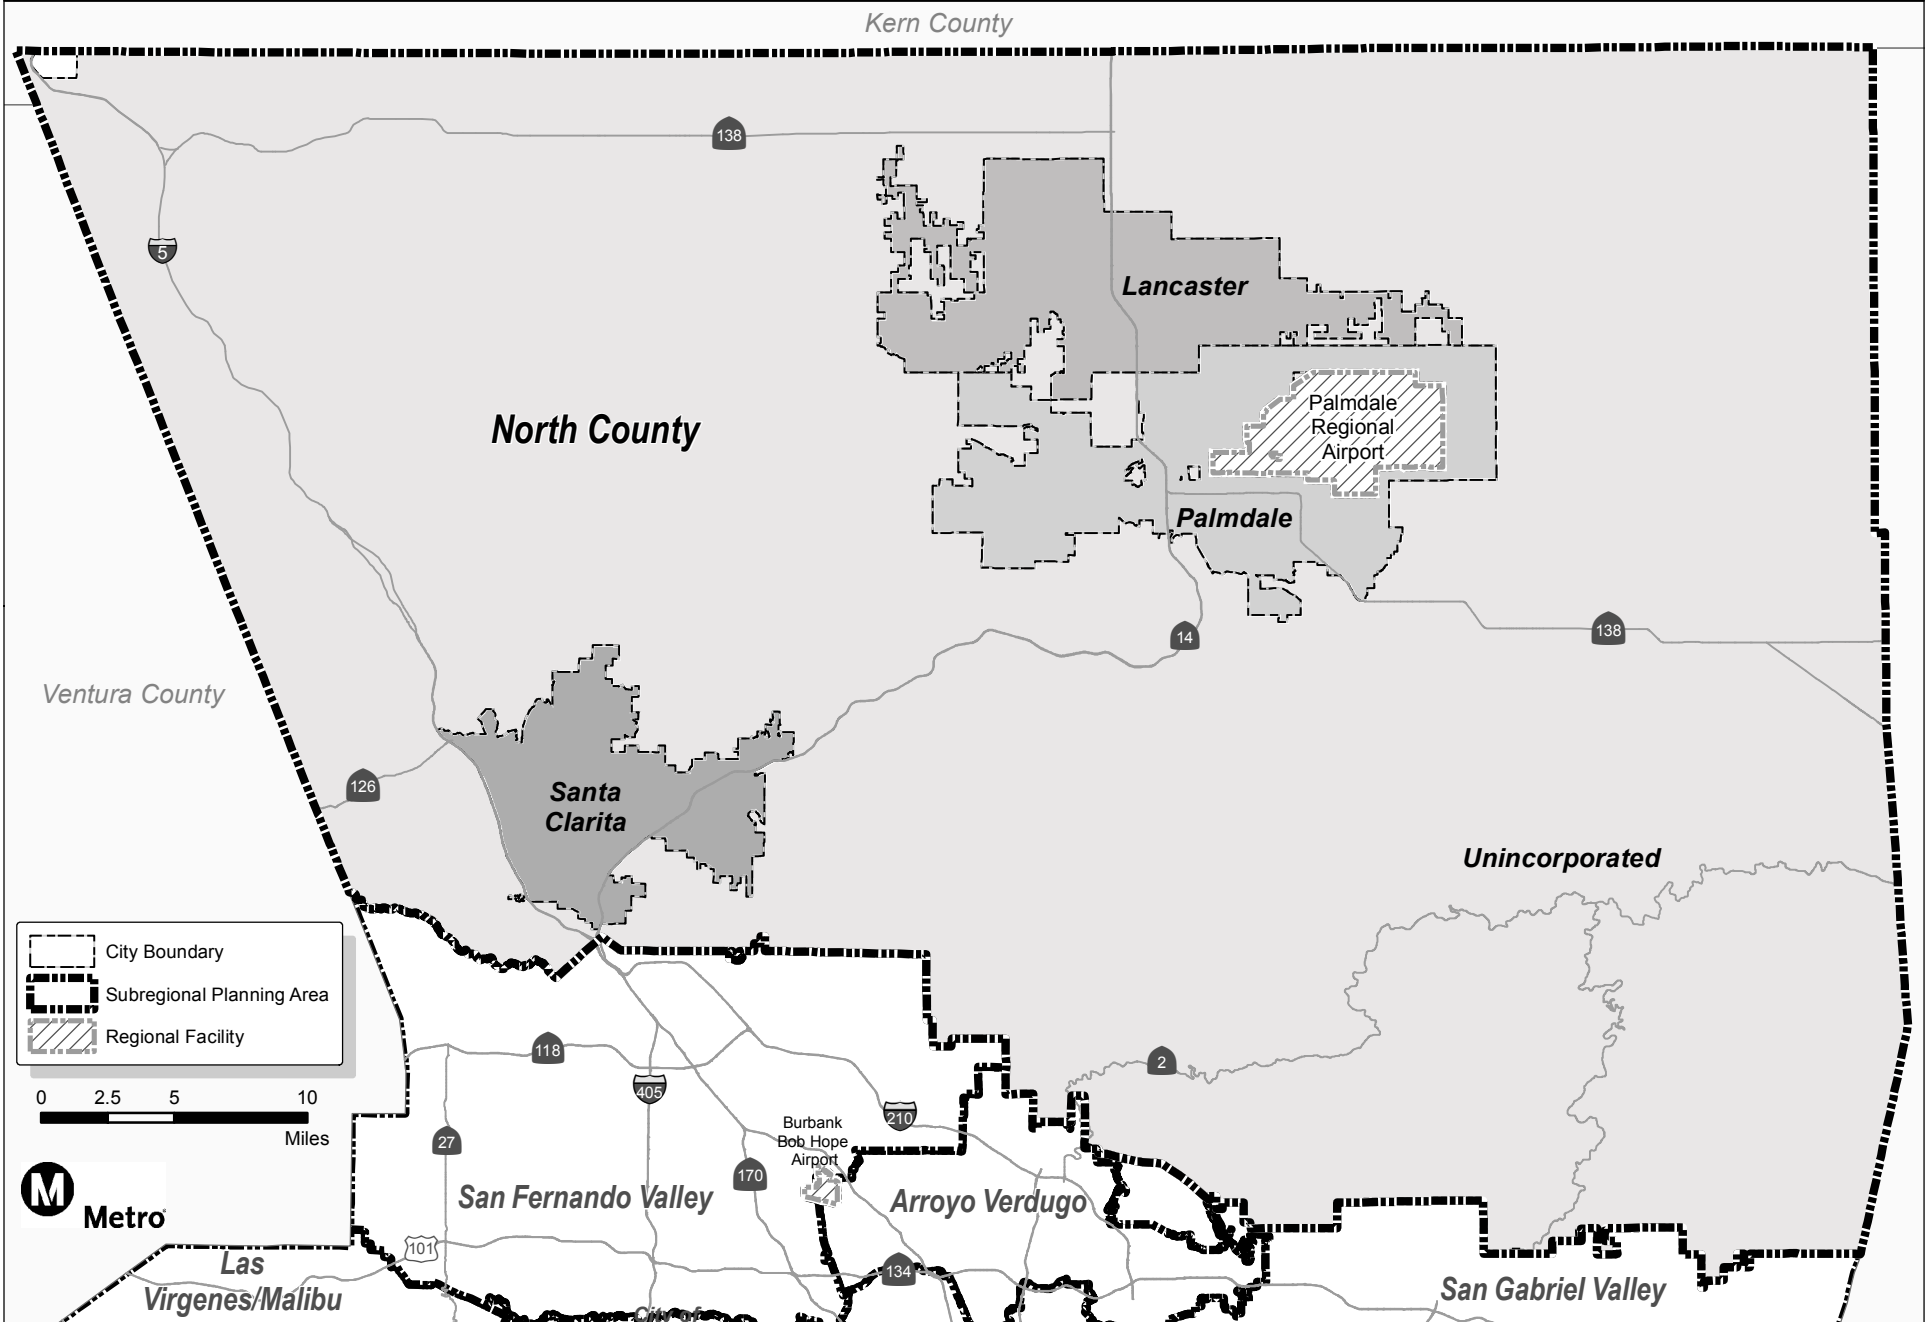 Kern County
138
5
Lancaster
North County
Palmdale
Regional
Airport
Palmdale
14
138
Ventura County
126
Santa
Clarita
Unincorporated
City Boundary
Subregional Planning Area
Regional Facility
0 2.5 5 10
Miles
118
405
2
210
27
Burbank
Bob Hope
Airport
170
San Fernando Valley
Arroyo Verdugo
M
Metro
101
134
Las
Virgenes/Malibu
San Gabriel Valley
City of